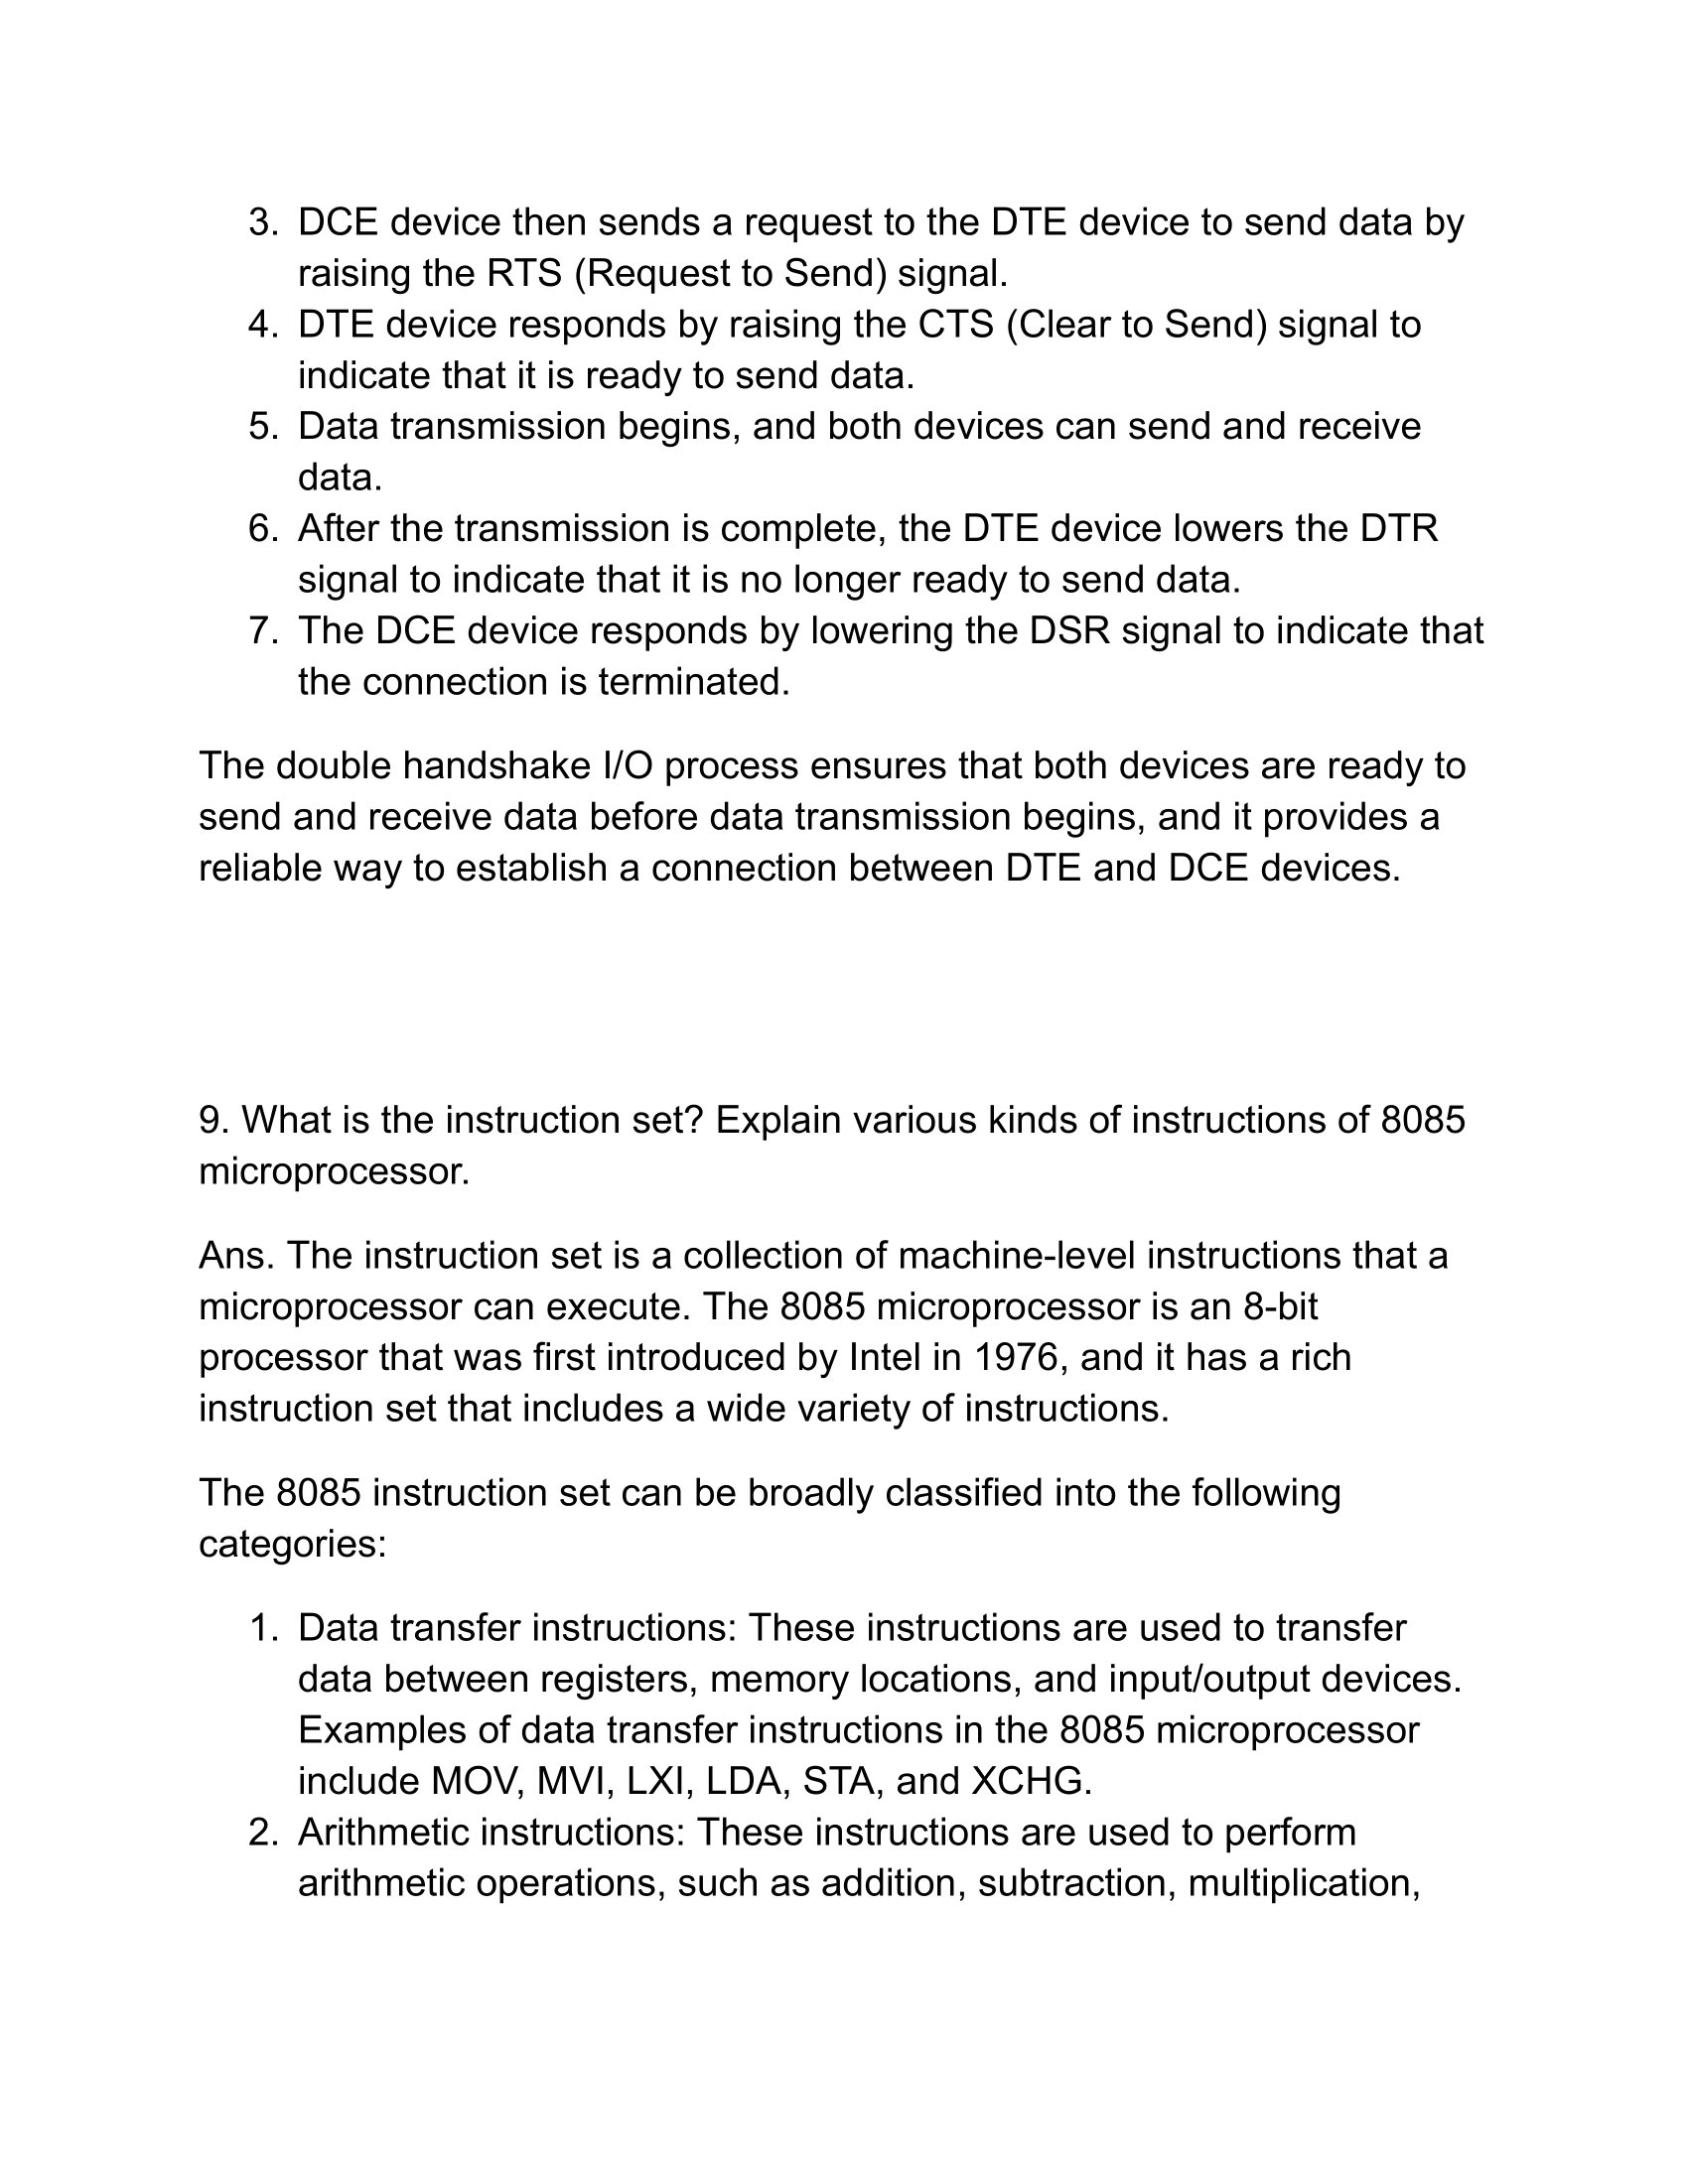 3. DCE device then sends a request to the DTE device to send data by
raising the RTS (Request to Send) signal.
4. DTE device responds by raising the CTS (Clear to Send) signal to
indicate that it is ready to send data.
5. Data transmission begins, and both devices can send and receive
data.
6. After the transmission is complete, the DTE device lowers the DTR
signal to indicate that it is no longer ready to send data.
7. The DCE device responds by lowering the DSR signal to indicate that
the connection is terminated.
The double handshake I/O process ensures that both devices are ready to
send and receive data before data transmission begins, and it provides a
reliable way to establish a connection between DTE and DCE devices.
9. What is the instruction set? Explain various kinds of instructions of 8085
microprocessor.
Ans. The instruction set is a collection of machine-level instructions that a
microprocessor can execute. The 8085 microprocessor is an 8-bit
processor that was first introduced by Intel in 1976, and it has a rich
instruction set that includes a wide variety of instructions.
The 8085 instruction set can be broadly classified into the following
categories:
1. Data transfer instructions: These instructions are used to transfer
data between registers, memory locations, and input/output devices.
Examples of data transfer instructions in the 8085 microprocessor
include MOV, MVI, LXI, LDA, STA, and XCHG.
2. Arithmetic instructions: These instructions are used to perform
arithmetic operations, such as addition, subtraction, multiplication,